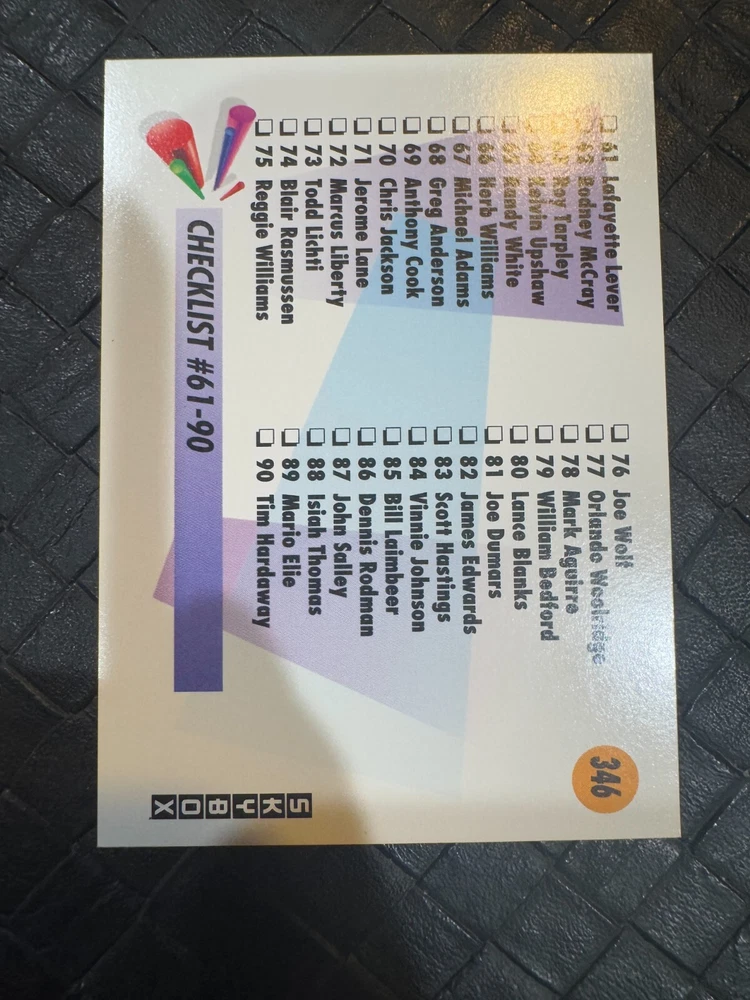 346
61 Lafayette Lever
Rodney McCray
Roy Tarpley
Kelvin Upshaw
Randy White
66 Herb Williams
67 Michael Adams
68 Greg Anderson
69 Anthony Cook
70 Chris Jackson
71 Jerome Lane
72 Marcus Liberty
73 Todd Lichti
74 Blair Rasmussen
75 Reggie Williams
76 Joe Wolf
77 Orlando Woolridge
78 Mark Aguirre
79 William Bedford
80 Lance Blanks
81 Joe Dumars
82 James Edwards
83 Scott Hastings
84 Vinnie Johnson
85 Bill Laimbeer
86 Dennis Rodman
87 John Salley
88 Isiah Thomas
89 Mario Elie
90 Tim Hardaway
CHECKLIST #61-90
SKYBOX